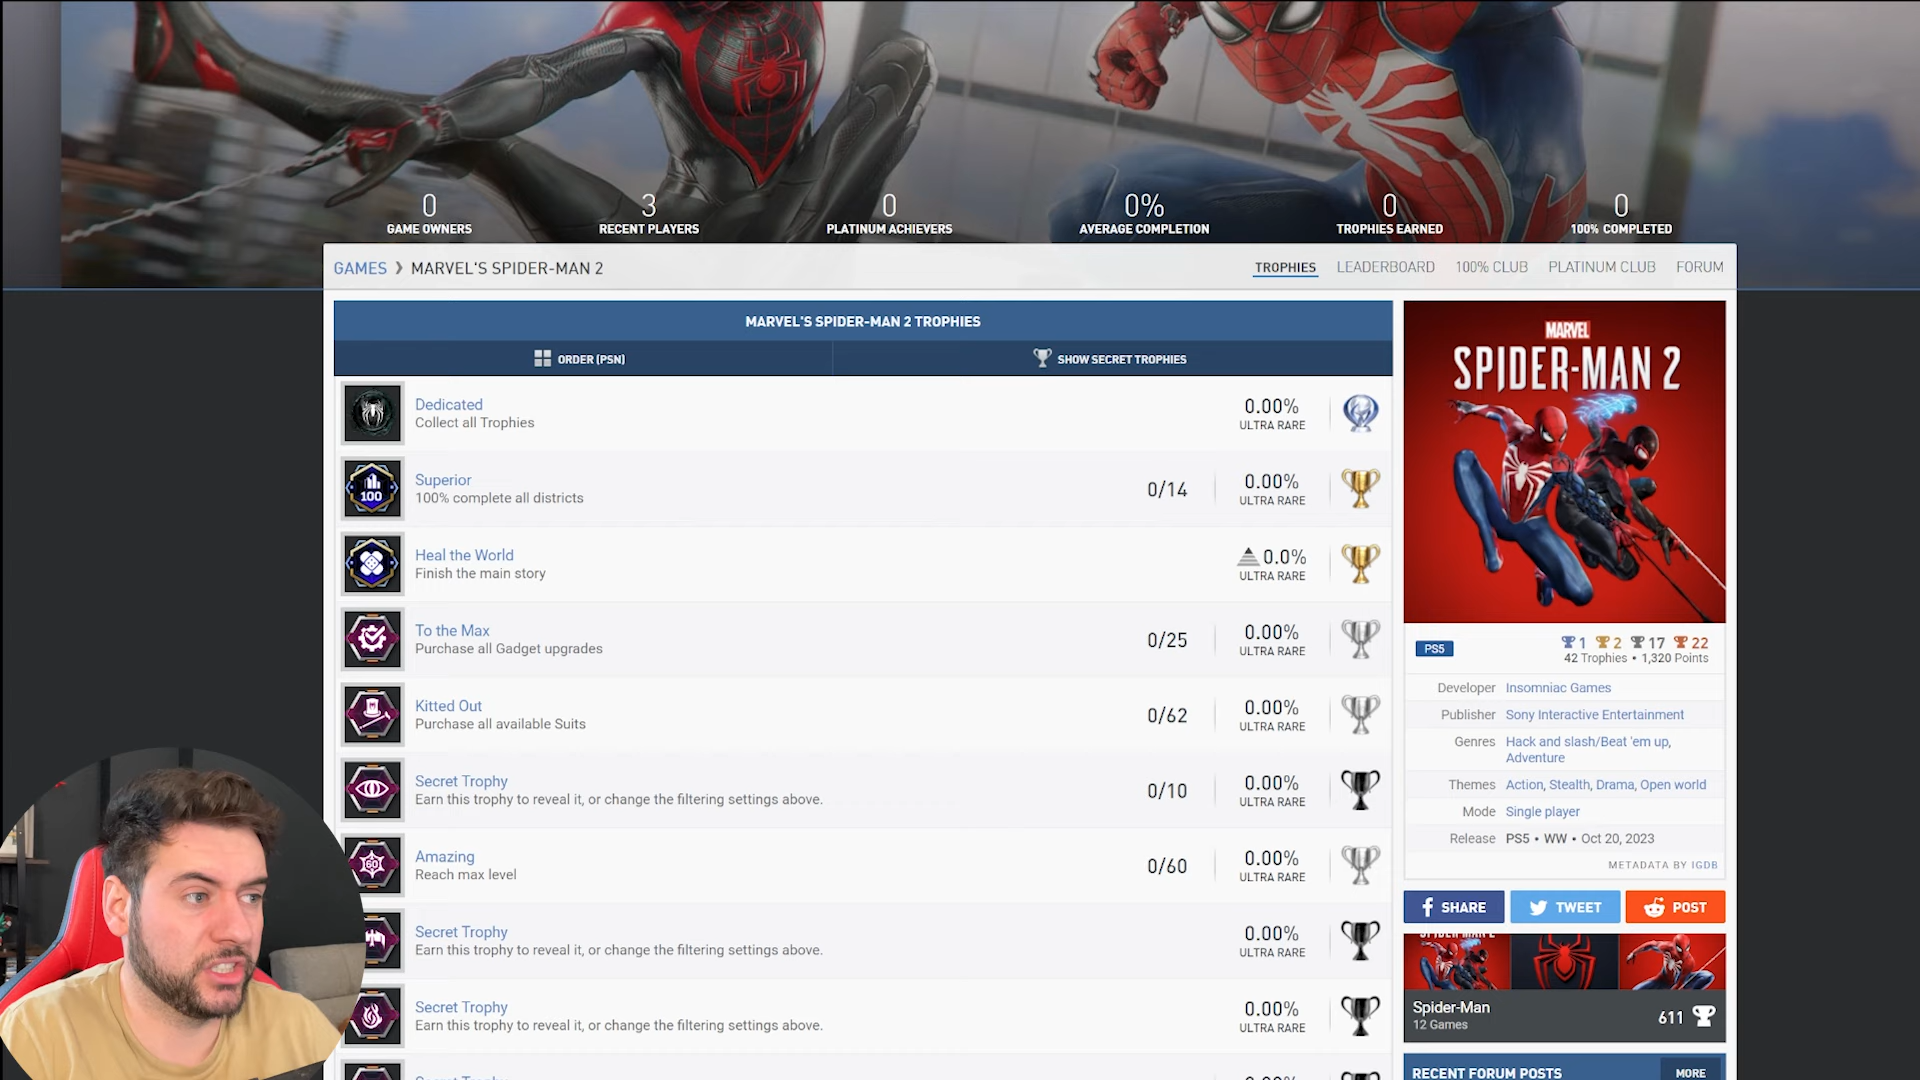 0
GAME OWNERS
3
RECENT PLAYERS
0
PLATINUM ACHIEVERS
0%
AVERAGE COMPLETION
0
TROPHIES EARNED
0
100% COMPLETED
GAMES ❯ MARVEL'S SPIDER-MAN 2
TROPHIES LEADERBOARD 100% CLUB PLATINUM CLUB FORUM
MARVEL'S SPIDER-MAN 2 TROPHIES
ORDER (PSN)
SHOW SECRET TROPHIES
Dedicated
Collect all Trophies
0.00%
ULTRA RARE
100
Superior
100% complete all districts
0/14
0.00%
ULTRA RARE
Heal the World
Finish the main story
0.0%
ULTRA RARE
To the Max
Purchase all Gadget upgrades
0/25
0.00%
ULTRA RARE
Kitted Out
Purchase all available Suits
0/62
0.00%
ULTRA RARE
Secret Trophy
Earn this trophy to reveal it, or change the filtering settings above.
0/10
0.00%
ULTRA RARE
60
Amazing
Reach max level
0/60
0.00%
ULTRA RARE
Secret Trophy
Earn this trophy to reveal it, or change the filtering settings above.
0.00%
ULTRA RARE
Secret Trophy
Earn this trophy to reveal it, or change the filtering settings above.
0.00%
ULTRA RARE
MARVEL
SPIDER-MAN 2
PS5
1 2 17 22
42 Trophies • 1,320 Points
Developer Insomniac Games
Publisher Sony Interactive Entertainment
Genres Hack and slash/Beat 'em up,
Adventure
Themes Action, Stealth, Drama, Open world
Mode Single player
Release PS5 • WW • Oct 20, 2023
METADATA BY IGDB
SHARE
TWEET
POST
Spider-Man
12 Games
611
RECENT FORUM POSTS
MORE